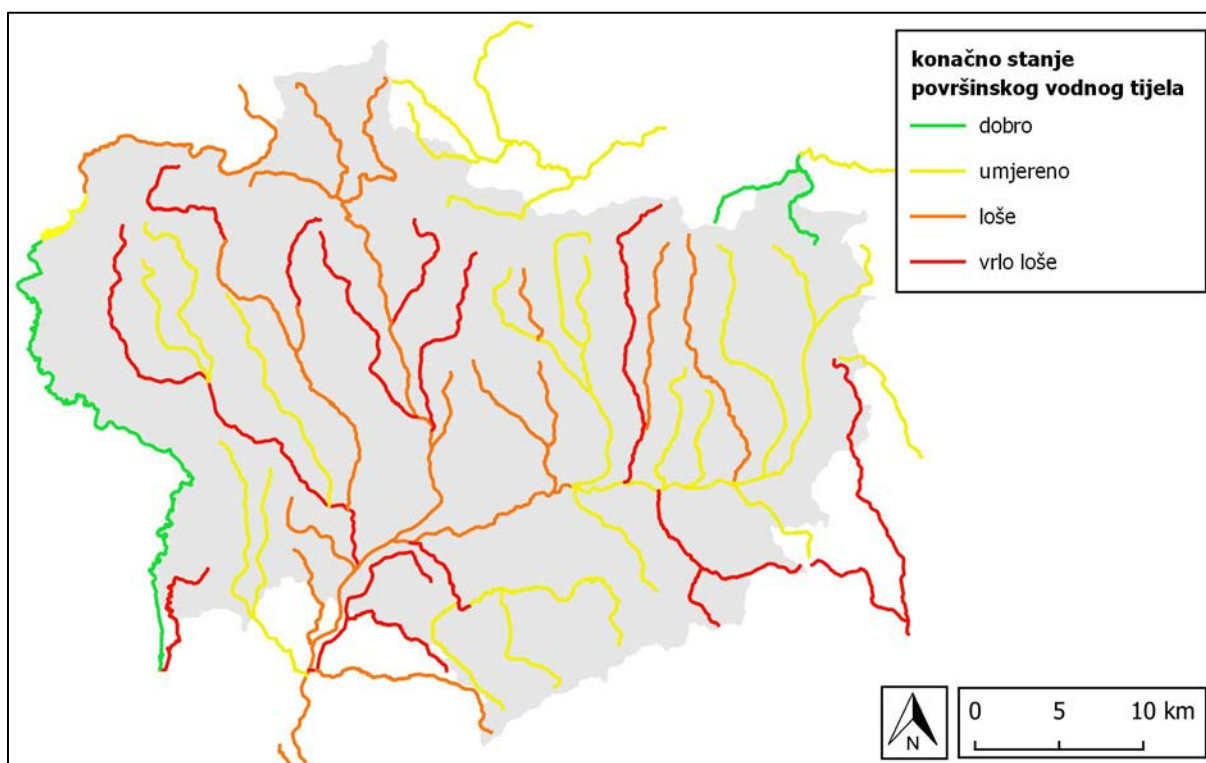 konačno stanje
površinskog vodnog tijela
dobro
umjereno
loše
vrlo loše
N
0 5 10 km